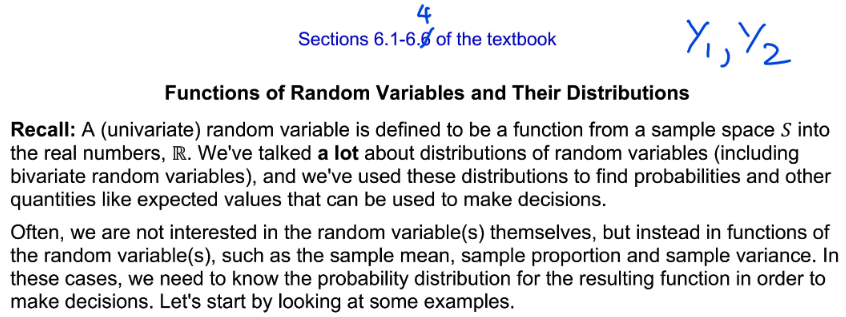 4
Sections 6.1-6.6 of the textbook
Y₁, Y₂
Functions of Random Variables and Their Distributions
Recall: A (univariate) random variable is defined to be a function from a sample space S into
the real numbers, ℝ. We've talked a lot about distributions of random variables (including
bivariate random variables), and we've used these distributions to find probabilities and other
quantities like expected values that can be used to make decisions.
Often, we are not interested in the random variable(s) themselves, but instead in functions of
the random variable(s), such as the sample mean, sample proportion and sample variance. In
these cases, we need to know the probability distribution for the resulting function in order to
make decisions. Let's start by looking at some examples.